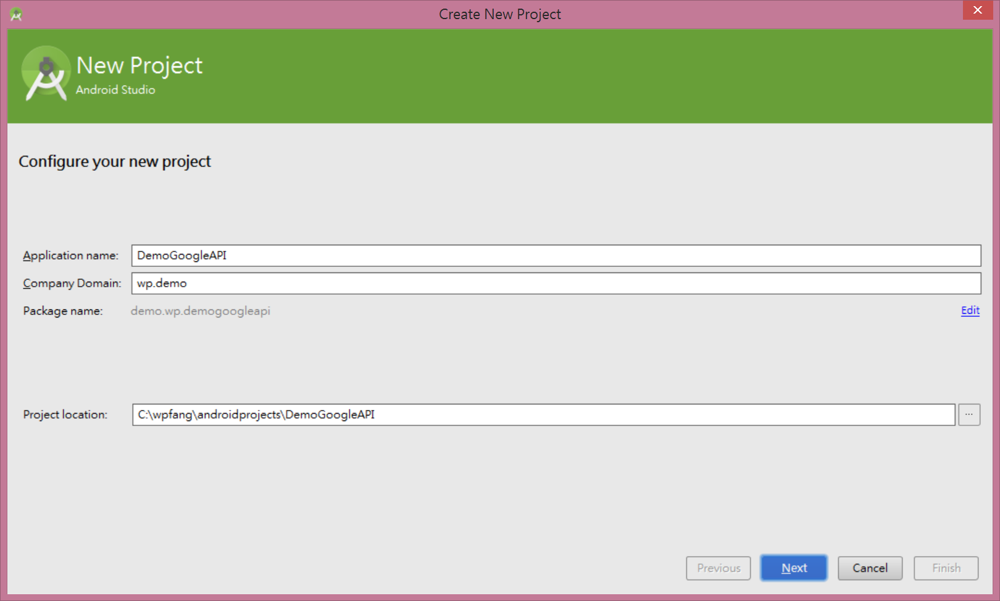 Create New Project
New Project
Android Studio
Configure your new project
Application name: DemoGoogleAPI
Company Domain: wp.demo
Package name: demo.wp.demogoogleapi Edit
Project location: C:\wpfang\androidprojects\DemoGoogleAPI ...
Previous Next Cancel Finish